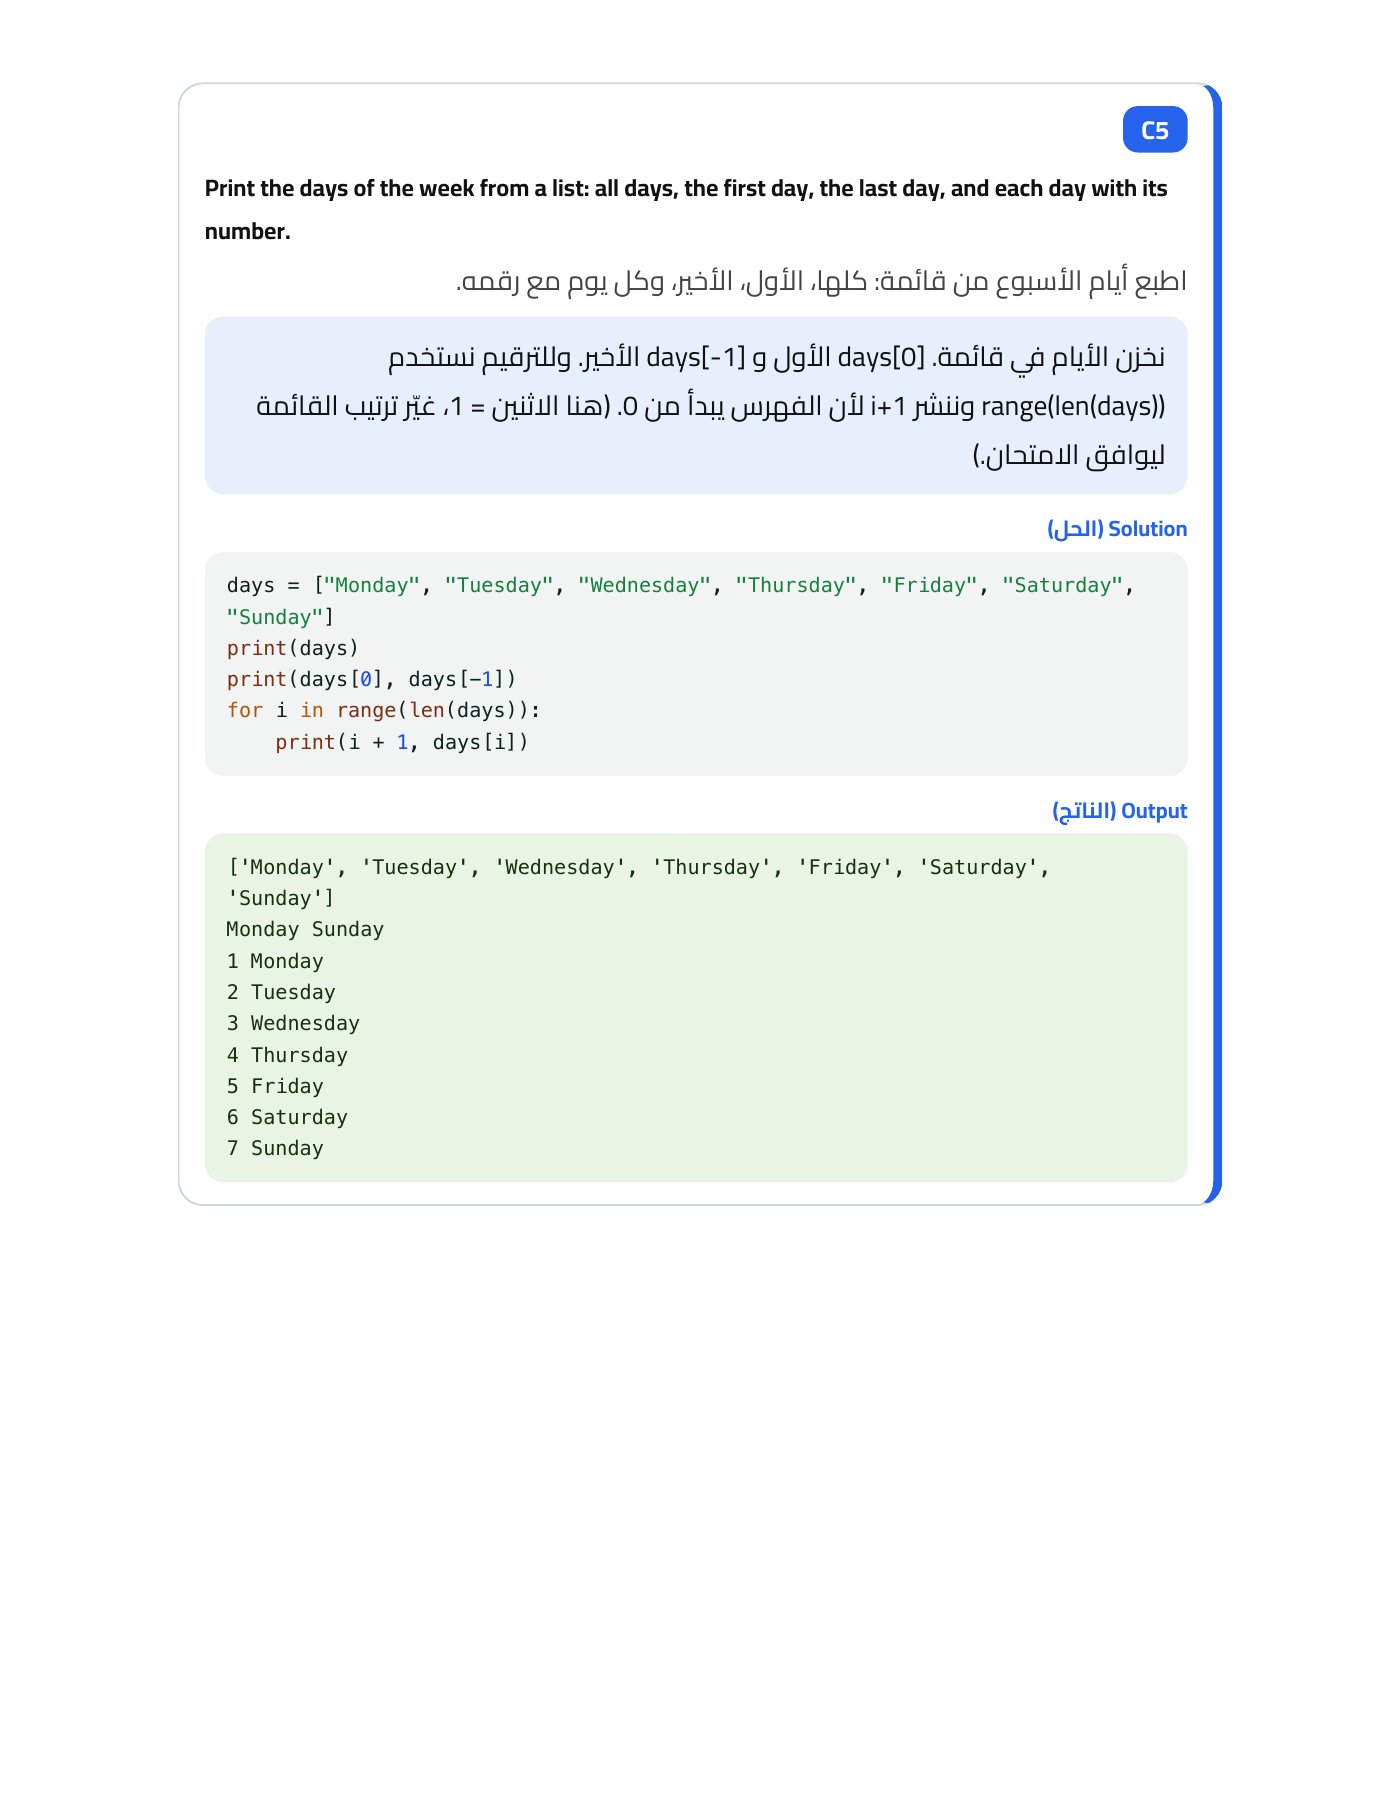 C5
Print the days of the week from a list: all days, the first day, the last day, and each day with its
number.
اطبع أيام الأسبوع من قائمة: كلها، الأول، الأخير، وكل يوم مع رقمه.
نخزن الأيام في قائمة. days[0] الأول و days[-1] الأخير. وللترقيم نستخدم
range(len(days)) وننشر i+1 لأن الفهرس يبدأ من 0. (هنا الاثنين = 1، غيّر ترتيب القائمة
ليوافق الامتحان.)
Solution (الحل)
days = ["Monday", "Tuesday", "Wednesday", "Thursday", "Friday", "Saturday",
"Sunday"]
print(days)
print(days[0], days[-1])
for i in range(len(days)):
    print(i + 1, days[i])
Output (الناتج)
['Monday', 'Tuesday', 'Wednesday', 'Thursday', 'Friday', 'Saturday',
'Sunday']
Monday Sunday
1 Monday
2 Tuesday
3 Wednesday
4 Thursday
5 Friday
6 Saturday
7 Sunday